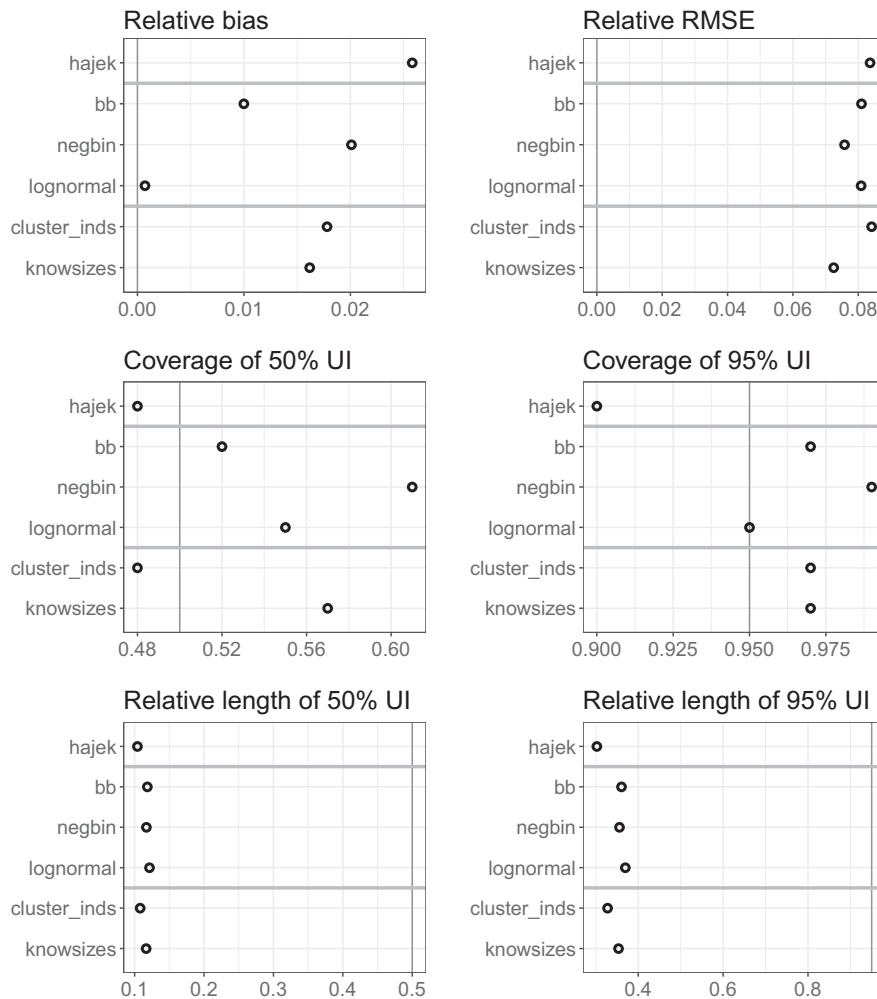 Relative bias
hajek
bb
negbin
lognormal
cluster_inds
knowsizes
0.00 0.01 0.02
Relative RMSE
hajek
bb
negbin
lognormal
cluster_inds
knowsizes
0.00 0.02 0.04 0.06 0.08
Coverage of 50% UI
hajek
bb
negbin
lognormal
cluster_inds
knowsizes
0.48 0.52 0.56 0.60
Coverage of 95% UI
hajek
bb
negbin
lognormal
cluster_inds
knowsizes
0.900 0.925 0.950 0.975
Relative length of 50% UI
hajek
bb
negbin
lognormal
cluster_inds
knowsizes
0.1 0.2 0.3 0.4 0.5
Relative length of 95% UI
hajek
bb
negbin
lognormal
cluster_inds
knowsizes
0.4 0.6 0.8